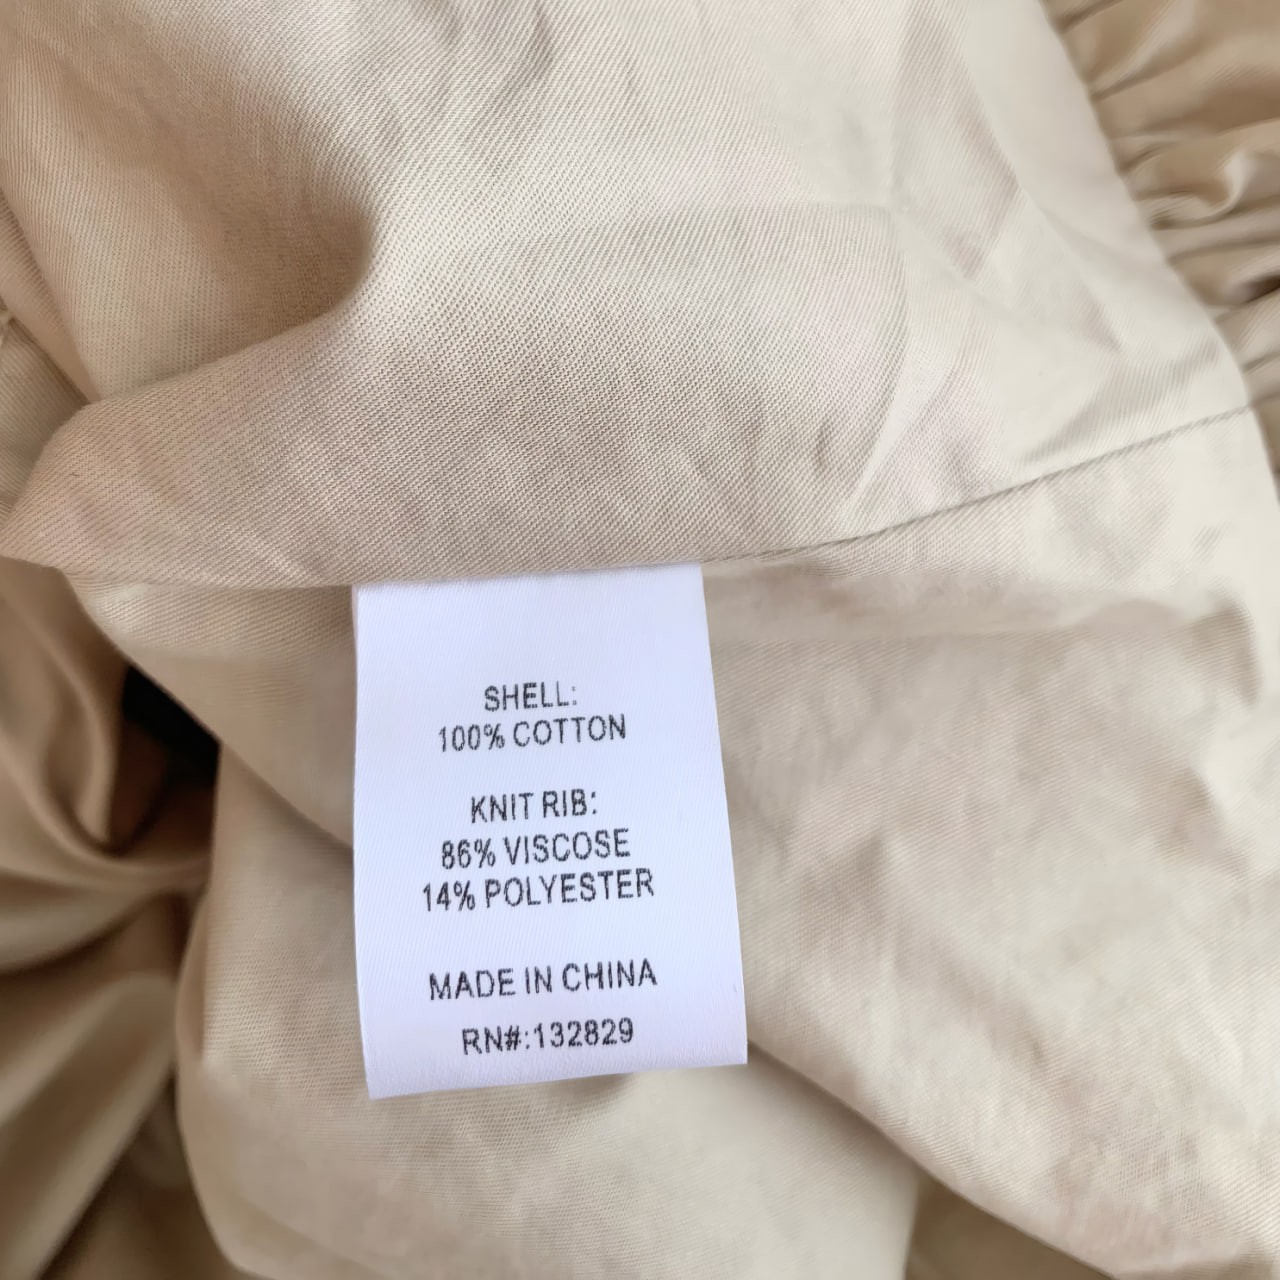 SHELL:
100% COTTON
KNIT RIB:
86% VISCOSE
14% POLYESTER
MADE IN CHINA
RN#:132829